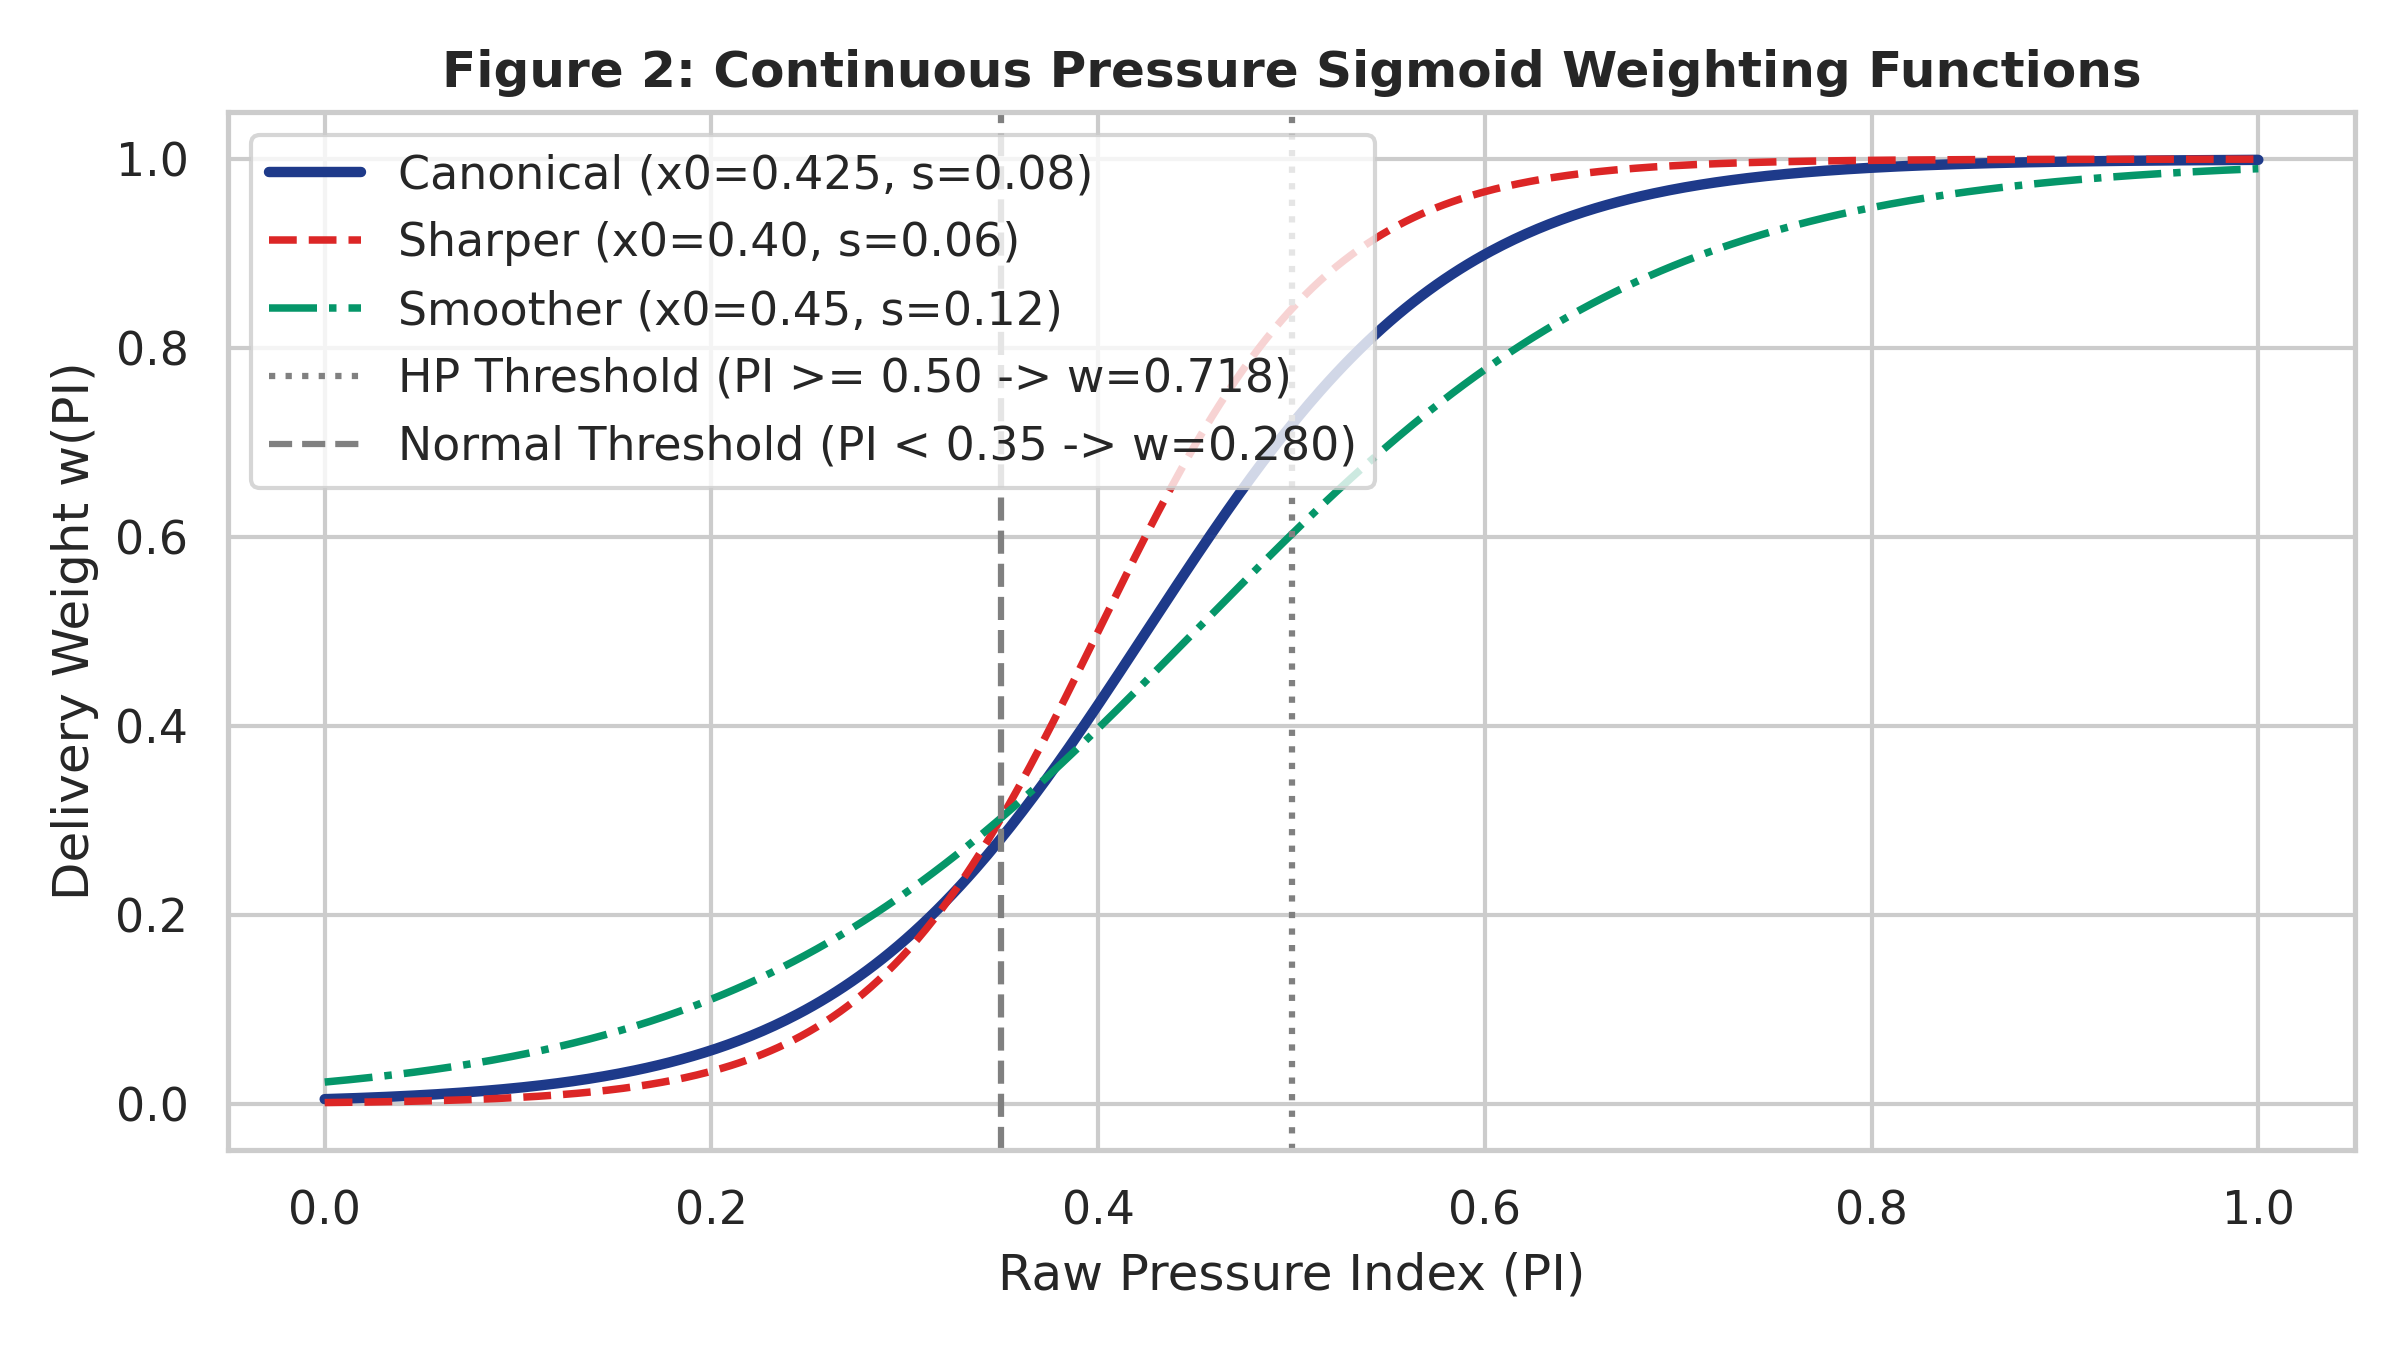 Figure 2: Continuous Pressure Sigmoid Weighting Functions
Canonical (x0=0.425, s=0.08)
Sharper (x0=0.40, s=0.06)
Smoother (x0=0.45, s=0.12)
HP Threshold (PI >= 0.50 -> w=0.718)
Normal Threshold (PI < 0.35 -> w=0.280)
Delivery Weight w(PI)
1.0
0.8
0.6
0.4
0.2
0.0
0.0 0.2 0.4 0.6 0.8 1.0
Raw Pressure Index (PI)